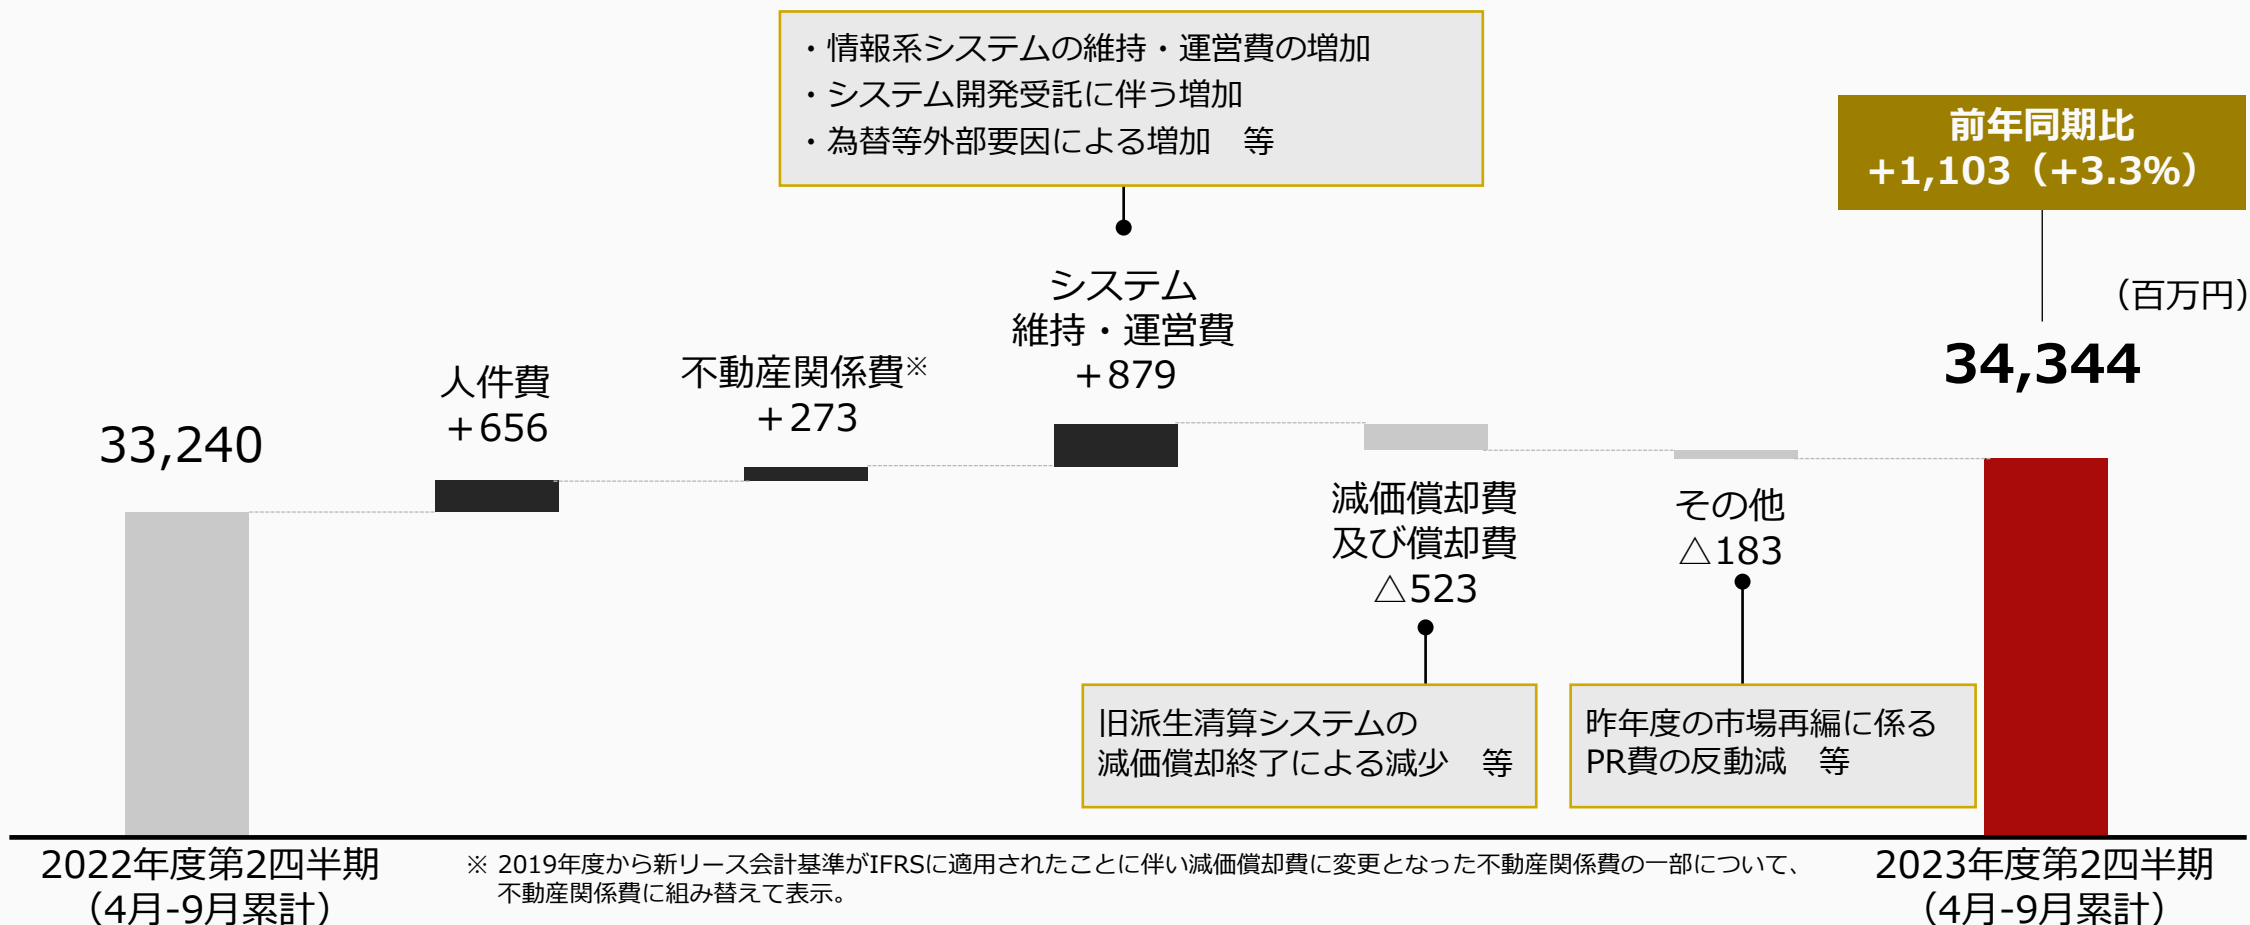 ・情報系システムの維持・運営費の増加
・システム開発受託に伴う増加
・為替等外部要因による増加　等
前年同期比
+1,103（+3.3%）
（百万円）
システム
維持・運営費
＋879
34,344
不動産関係費※
＋273
人件費
＋656
33,240
減価償却費
及び償却費
△523
その他
△183
旧派生清算システムの
減価償却終了による減少　等
昨年度の市場再編に係る
PR費の反動減　等
2022年度第2四半期
（4月-9月累計）
※ 2019年度から新リース会計基準がIFRSに適用されたことに伴い減価償却費に変更となった不動産関係費の一部について、
不動産関係費に組み替えて表示。
2023年度第2四半期
（4月-9月累計）